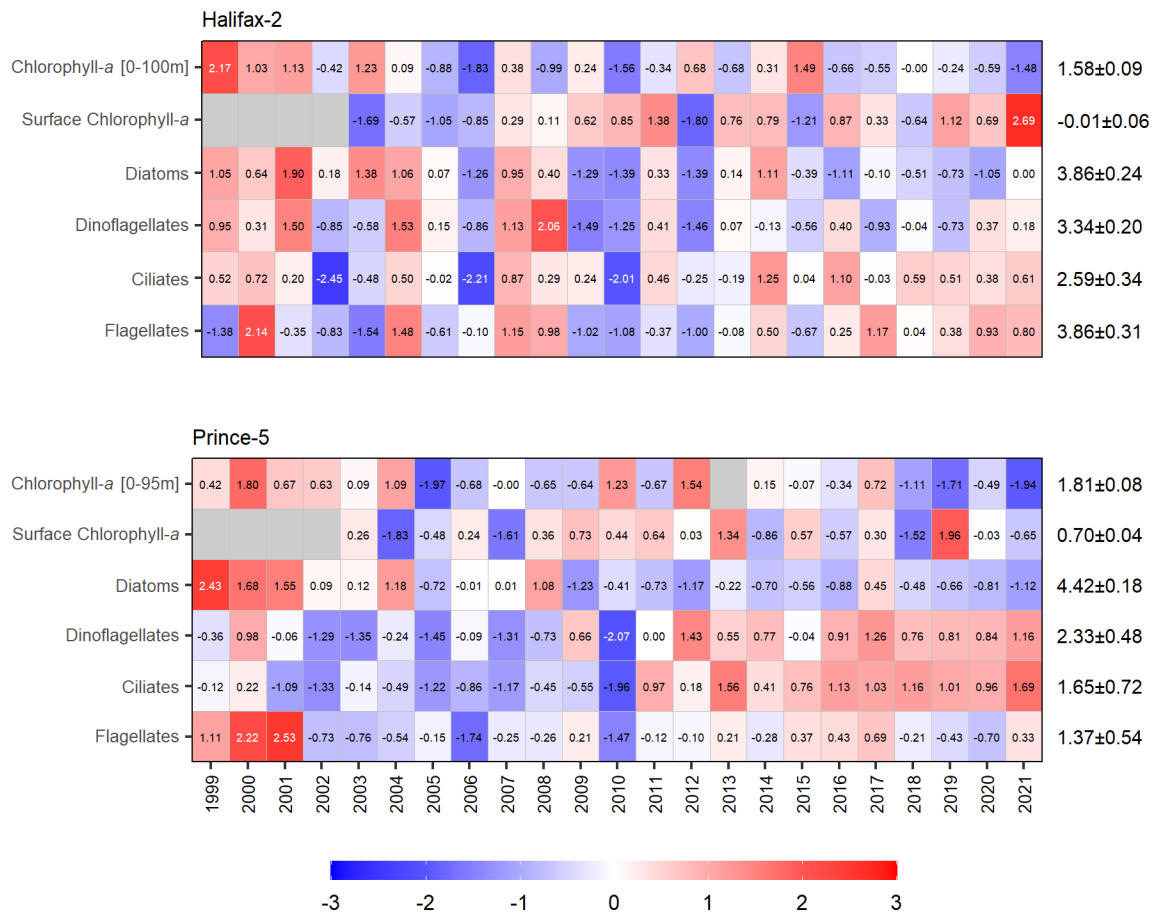 Halifax-2
Chlorophyll-a [0-100m] 2.17 1.03 1.13 -0.42 1.23 0.09 -0.88 -1.83 0.38 -0.99 0.24 -1.56 -0.34 0.68 -0.68 0.31 1.49 -0.66 -0.55 -0.00 -0.24 -0.59 -1.48 1.58±0.09
Surface Chlorophyll-a -1.69 -0.57 -1.05 -0.85 0.29 0.11 0.62 0.85 1.38 -1.80 0.76 0.79 -1.21 0.87 0.33 -0.64 1.12 0.69 2.69 -0.01±0.06
Diatoms 1.05 0.64 1.90 0.18 1.38 1.06 0.07 -1.26 0.95 0.40 -1.29 -1.39 0.33 -1.39 0.14 1.11 -0.39 -1.11 -0.10 -0.51 -0.73 -1.05 0.00 3.86±0.24
Dinoflagellates 0.95 0.31 1.50 -0.85 -0.58 1.53 0.15 -0.86 1.13 2.06 -1.49 -1.25 0.41 -1.46 0.07 -0.13 -0.56 0.40 -0.93 -0.04 -0.73 0.37 0.18 3.34±0.20
Ciliates 0.52 0.72 0.20 -2.45 -0.48 0.50 -0.02 -2.21 0.87 0.29 0.24 -2.01 0.46 -0.25 -0.19 1.25 0.04 1.10 -0.03 0.59 0.51 0.38 0.61 2.59±0.34
Flagellates -1.38 2.14 -0.35 -0.83 -1.54 1.48 -0.61 -0.10 1.15 0.98 -1.02 -1.08 -0.37 -1.00 -0.08 0.50 -0.67 0.25 1.17 0.04 0.38 0.93 0.80 3.86±0.31
Prince-5
Chlorophyll-a [0-95m] 0.42 1.80 0.67 0.63 0.09 1.09 -1.97 -0.68 -0.00 -0.65 -0.64 1.23 -0.67 1.54 0.15 -0.07 -0.34 0.72 -1.11 -1.71 -0.49 -1.94 1.81±0.08
Surface Chlorophyll-a 0.26 -1.83 -0.48 0.24 -1.61 0.36 0.73 0.44 0.64 0.03 1.34 -0.86 0.57 -0.57 0.30 -1.52 1.96 -0.03 -0.65 0.70±0.04
Diatoms 2.43 1.68 1.55 0.09 0.12 1.18 -0.72 -0.01 0.01 1.08 -1.23 -0.41 -0.73 -1.17 -0.22 -0.70 -0.56 -0.88 0.45 -0.48 -0.66 -0.81 -1.12 4.42±0.18
Dinoflagellates -0.36 0.98 -0.06 -1.29 -1.35 -0.24 -1.45 -0.09 -1.31 -0.73 0.66 -2.07 0.00 1.43 0.55 0.77 -0.04 0.91 1.26 0.76 0.81 0.84 1.16 2.33±0.48
Ciliates -0.12 0.22 -1.09 -1.33 -0.14 -0.49 -1.22 -0.86 -1.17 -0.45 -0.55 -1.96 0.97 0.18 1.56 0.41 0.76 1.13 1.03 1.16 1.01 0.96 1.69 1.65±0.72
Flagellates 1.11 2.22 2.53 -0.73 -0.76 -0.54 -0.15 -1.74 -0.25 -0.26 0.21 -1.47 -0.12 -0.10 0.21 -0.28 0.37 0.43 0.69 -0.21 -0.43 -0.70 0.33 1.37±0.54
1999 2000 2001 2002 2003 2004 2005 2006 2007 2008 2009 2010 2011 2012 2013 2014 2015 2016 2017 2018 2019 2020 2021
-3 -2 -1 0 1 2 3